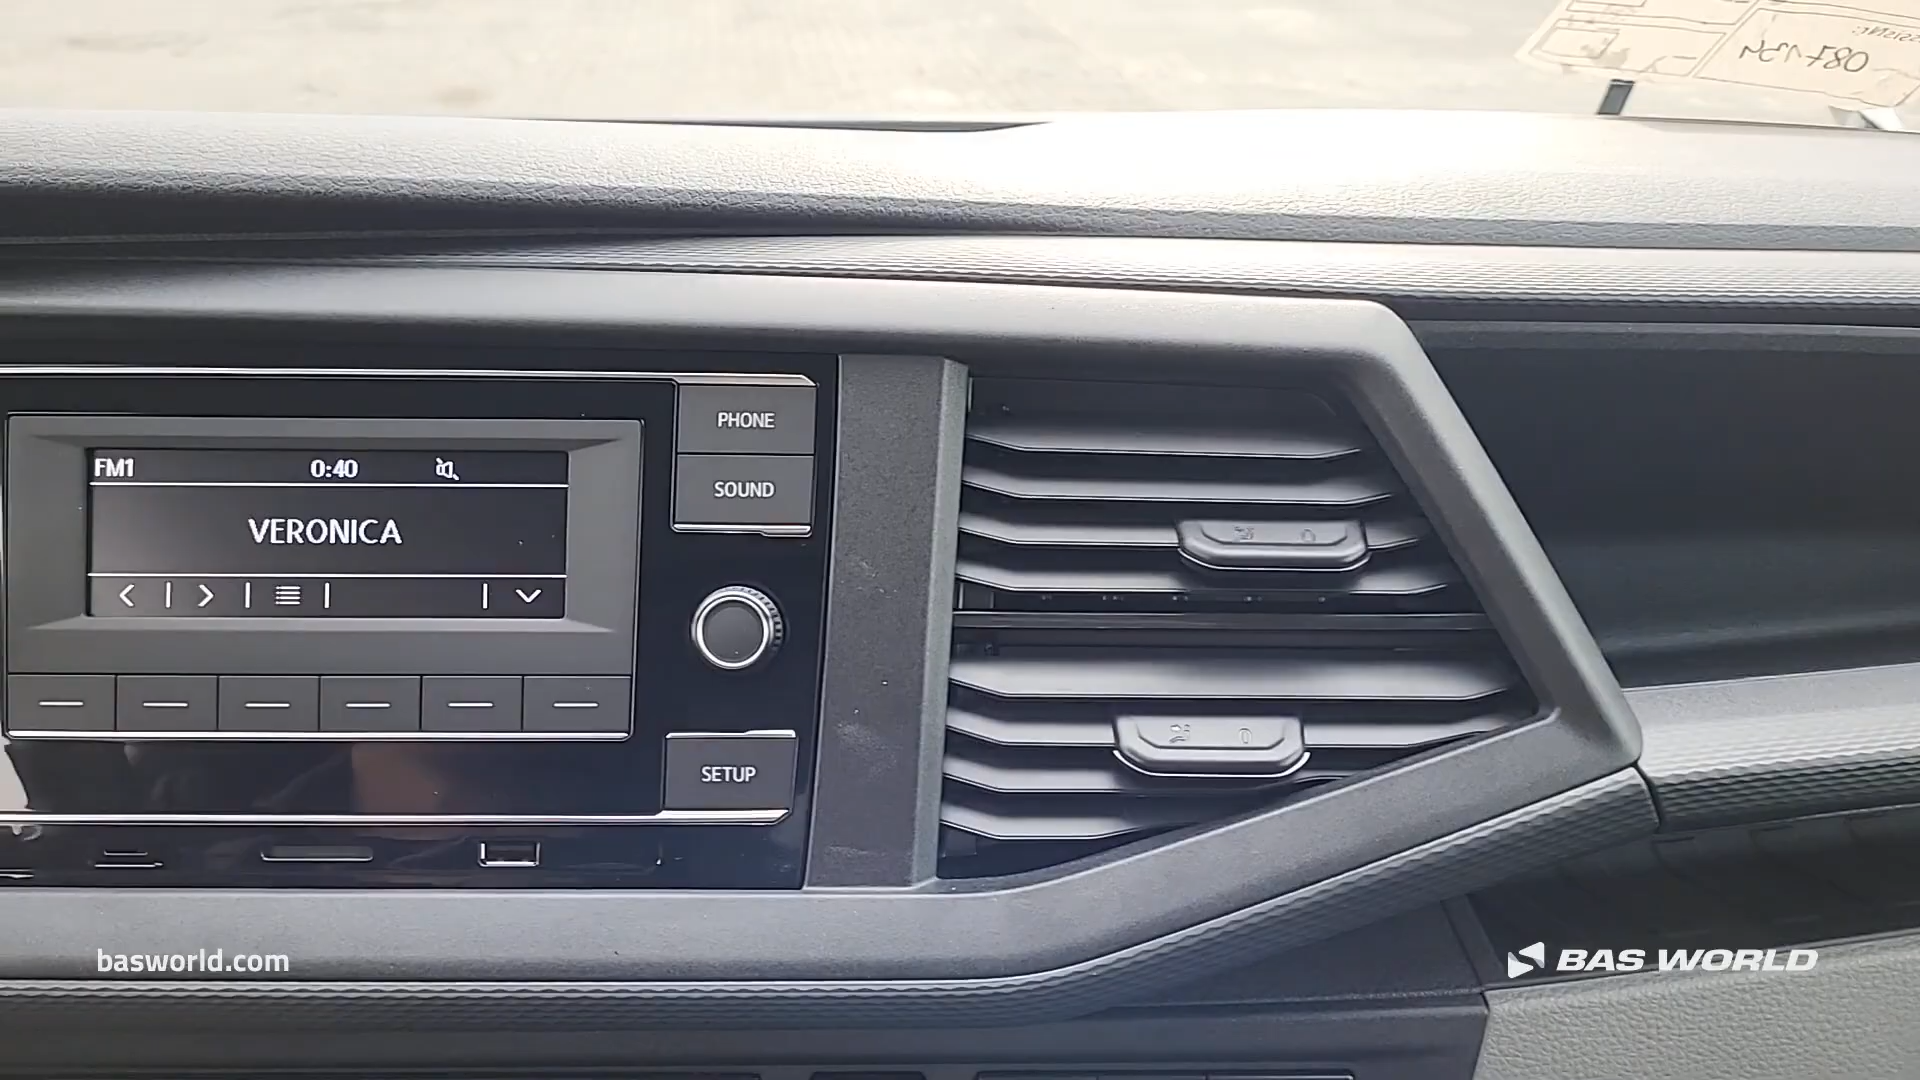 PHONE
SOUND
FM1 0:40
VERONICA
SETUP
basworld.com
BAS WORLD